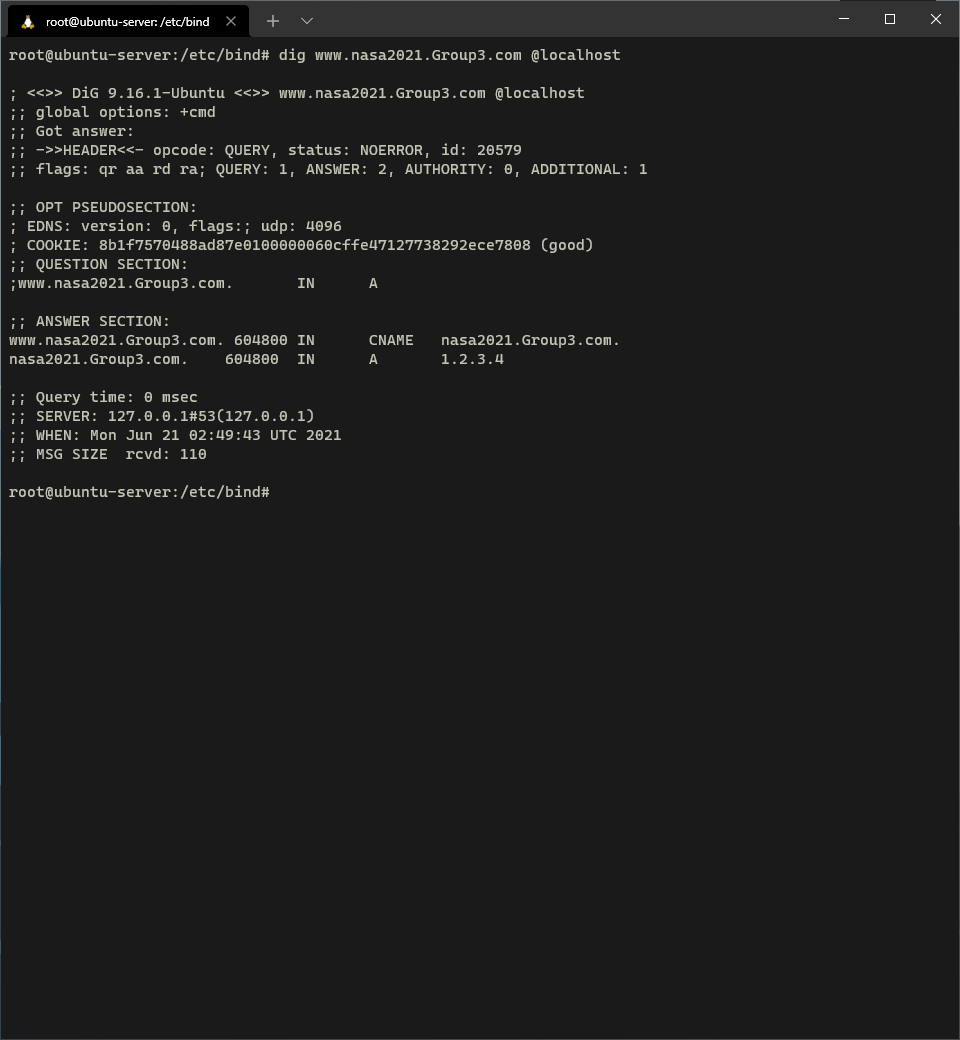 root@ubuntu-server: /etc/bind
root@ubuntu-server:/etc/bind# dig www.nasa2021.Group3.com @localhost
; <<>> DiG 9.16.1-Ubuntu <<>> www.nasa2021.Group3.com @localhost
;; global options: +cmd
;; Got answer:
;; ->>HEADER<<- opcode: QUERY, status: NOERROR, id: 20579
;; flags: qr aa rd ra; QUERY: 1, ANSWER: 2, AUTHORITY: 0, ADDITIONAL: 1
;; OPT PSEUDOSECTION:
; EDNS: version: 0, flags:; udp: 4096
; COOKIE: 8b1f7570488ad87e0100000060cffe47127738292ece7808 (good)
;; QUESTION SECTION:
;www.nasa2021.Group3.com. IN A
;; ANSWER SECTION:
www.nasa2021.Group3.com. 604800 IN CNAME nasa2021.Group3.com.
nasa2021.Group3.com. 604800 IN A 1.2.3.4
;; Query time: 0 msec
;; SERVER: 127.0.0.1#53(127.0.0.1)
;; WHEN: Mon Jun 21 02:49:43 UTC 2021
;; MSG SIZE rcvd: 110
root@ubuntu-server:/etc/bind#